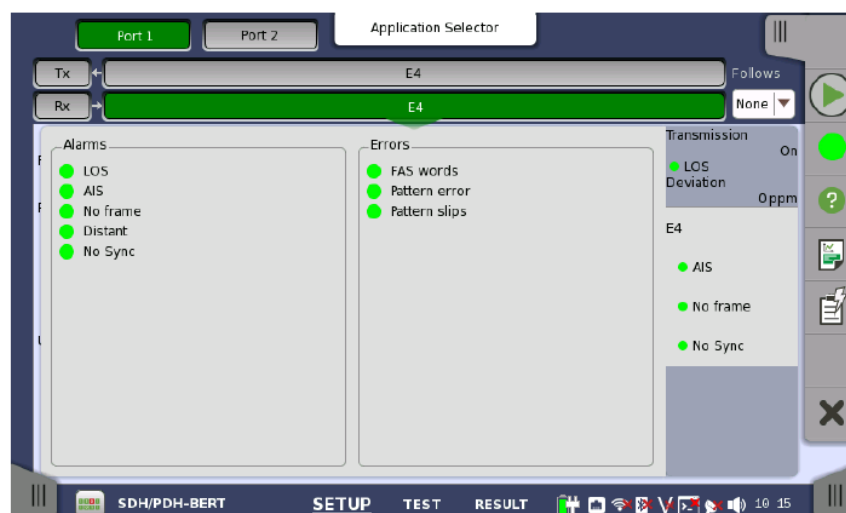 Port 1
Port 2
Application Selector
Tx
E4
Follows
Rx
E4
None
Alarms
LOS
AIS
No frame
Distant
No Sync
Errors
FAS words
Pattern error
Pattern slips
Transmission
On
LOS
Deviation
0 ppm
E4
AIS
No frame
No Sync
SDH/PDH-BERT
SETUP
TEST
RESULT
10 15